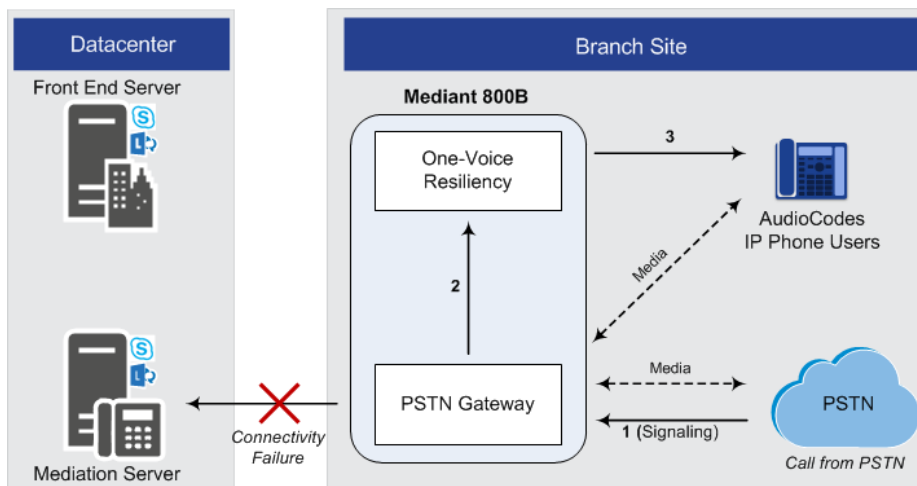 Datacenter
Front End Server
S
L
S
L
Mediation Server
Connectivity
Failure
Branch Site
Mediant 800B
One-Voice
Resiliency
2
PSTN Gateway
3
AudioCodes
IP Phone Users
Media
Media
1 (Signaling)
PSTN
Call from PSTN